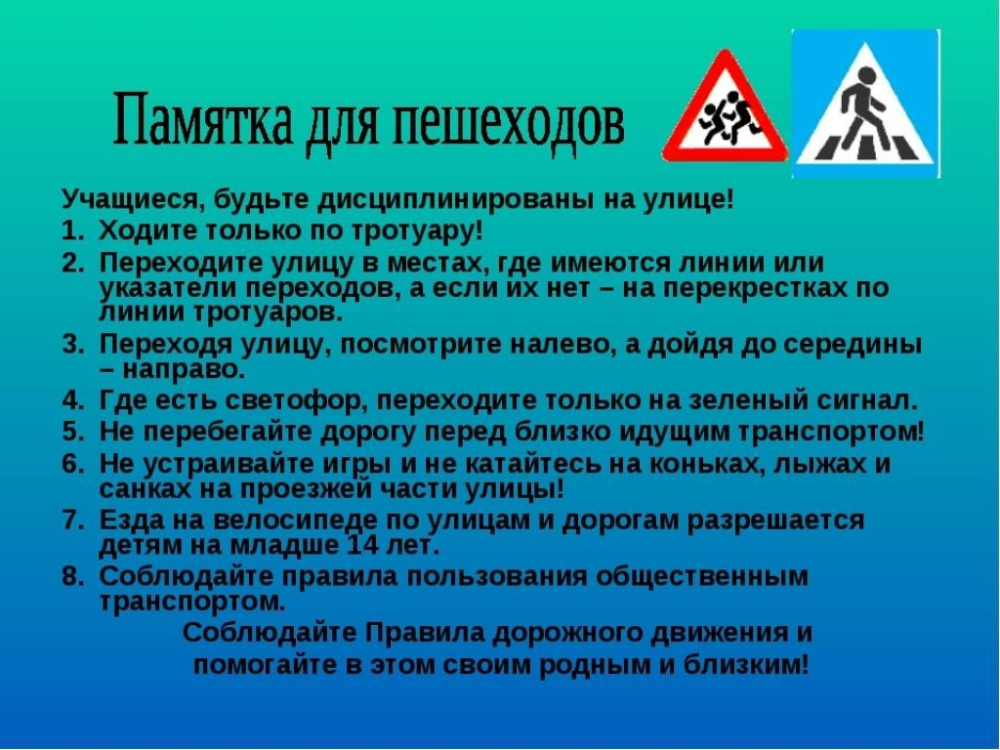 Памятка для пешеходов
Учащиеся, будьте дисциплинированы на улице!
1. Ходите только по тротуару!
2. Переходите улицу в местах, где имеются линии или
указатели переходов, а если их нет – на перекрестках по
линии тротуаров.
3. Переходя улицу, посмотрите налево, а дойдя до середины
– направо.
4. Где есть светофор, переходите только на зеленый сигнал.
5. Не перебегайте дорогу перед близко идущим транспортом!
6. Не устраивайте игры и не катайтесь на коньках, лыжах и
санках на проезжей части улицы!
7. Езда на велосипеде по улицам и дорогам разрешается
детям на младше 14 лет.
8. Соблюдайте правила пользования общественным
транспортом.
Соблюдайте Правила дорожного движения и
помогайте в этом своим родным и близким!